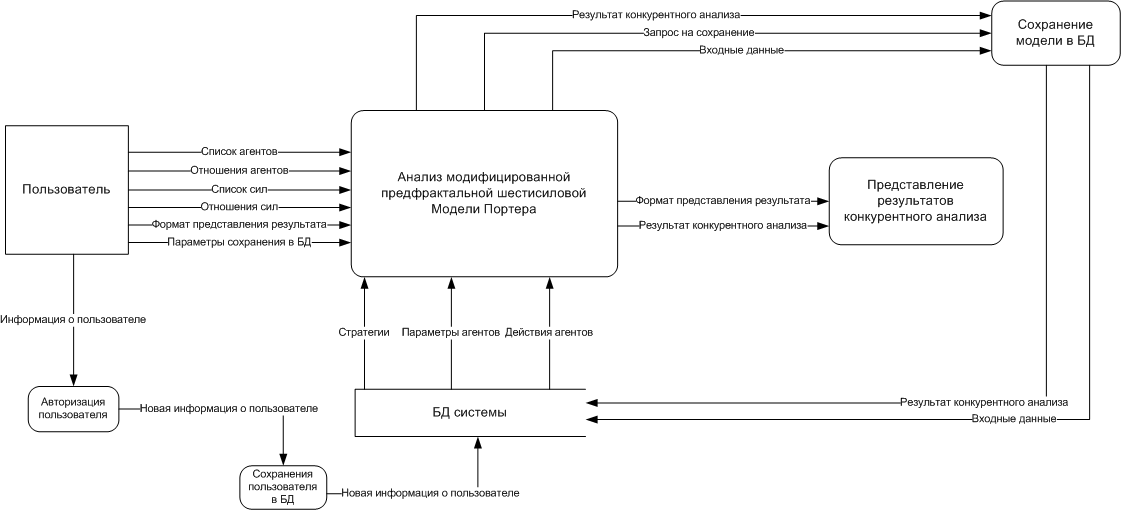 Результат конкурентного анализа
Запрос на сохранение
Входные данные
Сохранение
модели в БД
Пользователь
Список агентов
Отношения агентов
Список сил
Отношения сил
Формат представления результата
Параметры сохранения в БД
Анализ модифицированной
предфрактальной шестисиловой
Модели Портера
Формат представления результата
Результат конкурентного анализа
Представление
результатов
конкурентного анализа
Информация о пользователе
Стратегии
Параметры агентов
Действия агентов
Авторизация
пользователя
Новая информация о пользователе
БД системы
Результат конкурентного анализа
Входные данные
Сохранения
пользователя
в БД
Новая информация о пользователе